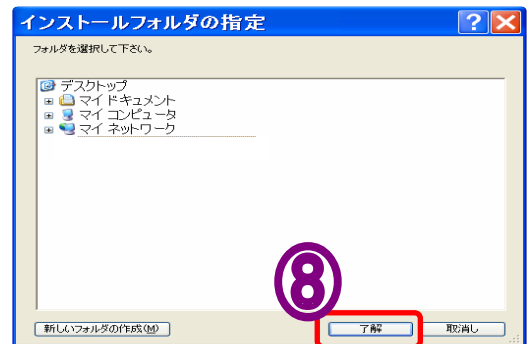 インストールフォルダの指定
フォルダを選択して下さい。
デスクトップ
マイ ドキュメント
マイ コンピュータ
マイ ネットワーク
⑧
新しいフォルダの作成(M)
了解
取消し